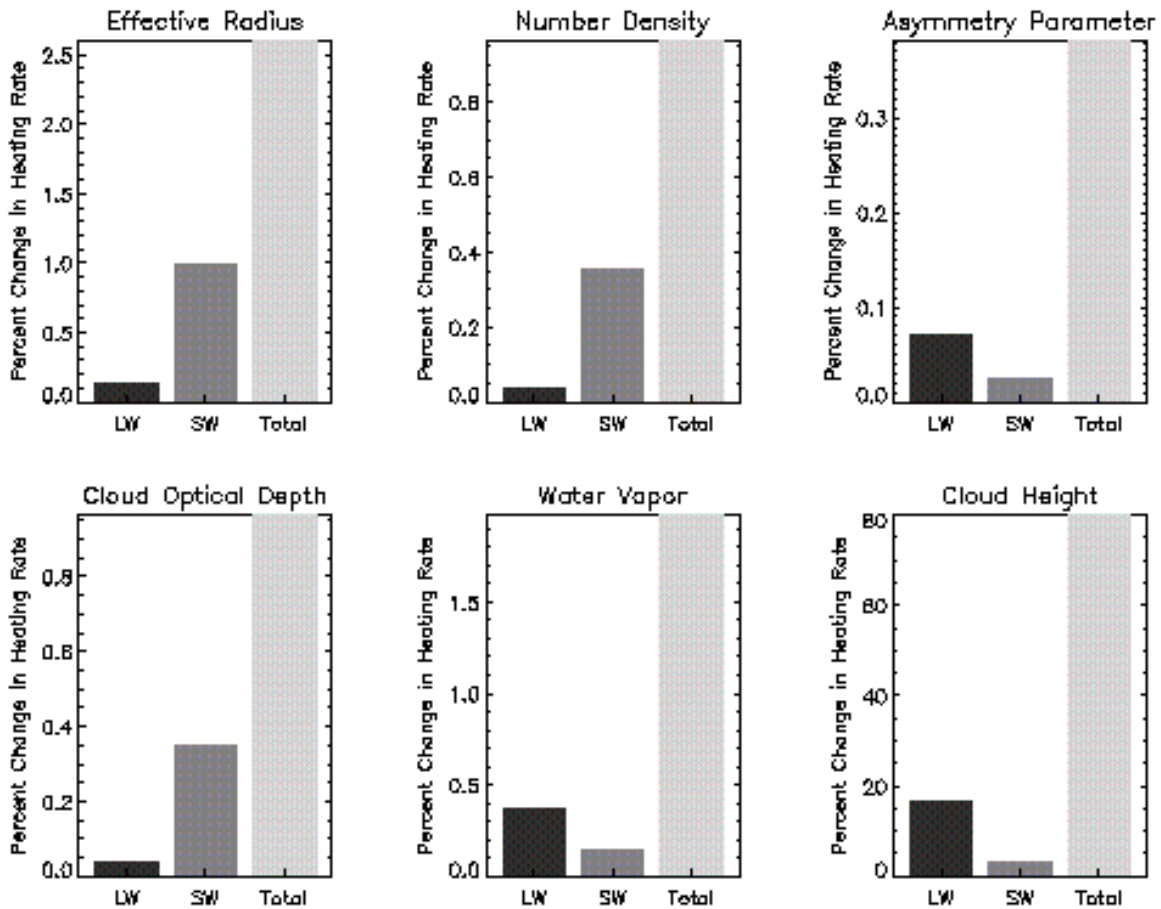 Effective Radius
Percent Change In Heating Rate
2.5
2.0
1.5
1.0
0.5
0.0
LW SW Total
Number Density
Percent Change in Heating Rate
0.8
0.6
0.4
0.2
0.0
LW SW Total
Asymmetry Parameter
Percent Change in Heating Rate
0.3
0.2
0.1
0.0
LW SW Total
Cloud Optical Depth
Percent Change In Heating Rate
0.8
0.6
0.4
0.2
0.0
LW SW Total
Water Vapor
Percent Change in Heating Rate
1.5
1.0
0.5
0.0
LW SW Total
Cloud Height
Percent Change in Heating Rate
80
60
40
20
0
LW SW Total